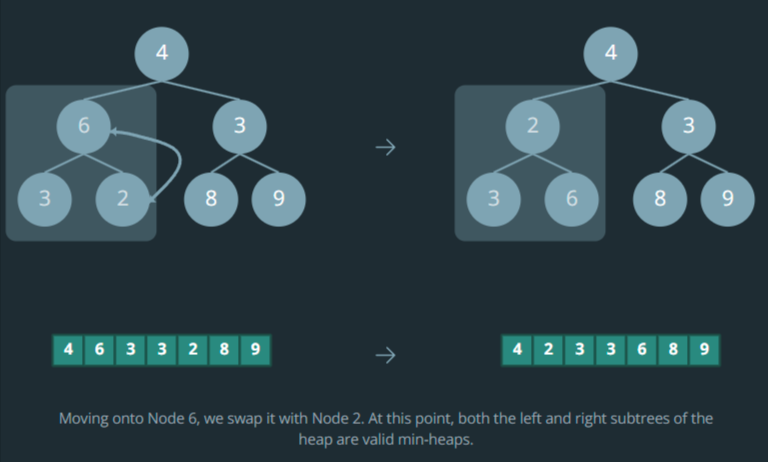 4 4
6 3 2 3
3 2 8 9 3 6 8 9
→ →
4 6 3 3 2 8 9 → 4 2 3 3 6 8 9
Moving onto Node 6, we swap it with Node 2. At this point, both the left and right subtrees of the
heap are valid min-heaps.